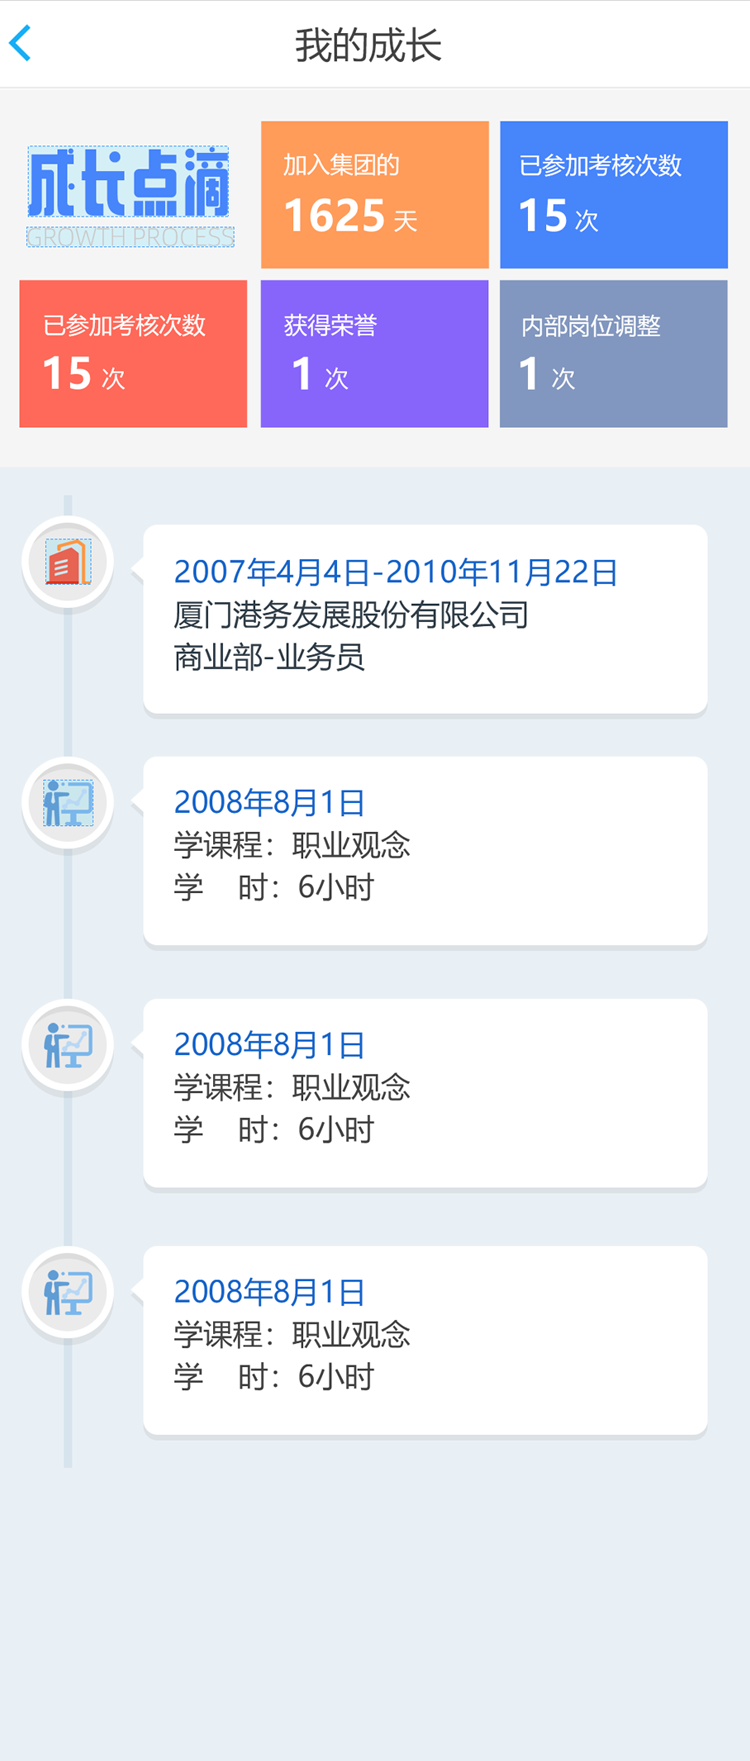 我的成长
成长点滴
GROWTH PROCESS
加入集团的
1625 天
已参加考核次数
15 次
已参加考核次数
15 次
获得荣誉
1 次
内部岗位调整
1 次
2007年4月4日-2010年11月22日
厦门港务发展股份有限公司
商业部-业务员
2008年8月1日
学课程：职业观念
学 时：6小时
2008年8月1日
学课程：职业观念
学 时：6小时
2008年8月1日
学课程：职业观念
学 时：6小时